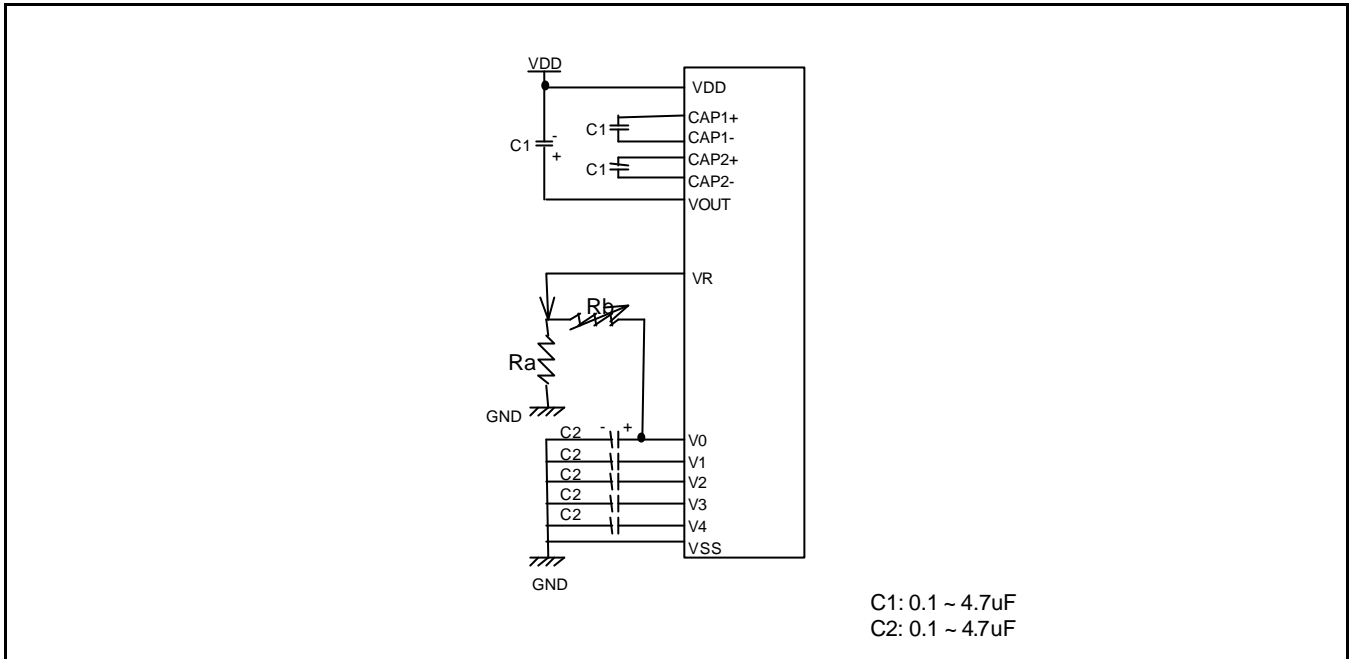 VDD
VDD
CAP1+
C1
CAP1-
C1
-
+
CAP2+
C1
CAP2-
VOUT
VR
Rb
Ra
GND
C2
-
+
V0
C2
V1
C2
V2
C2
V3
C2
V4
VSS
GND
C1: 0.1 ~ 4.7uF
C2: 0.1 ~ 4.7uF